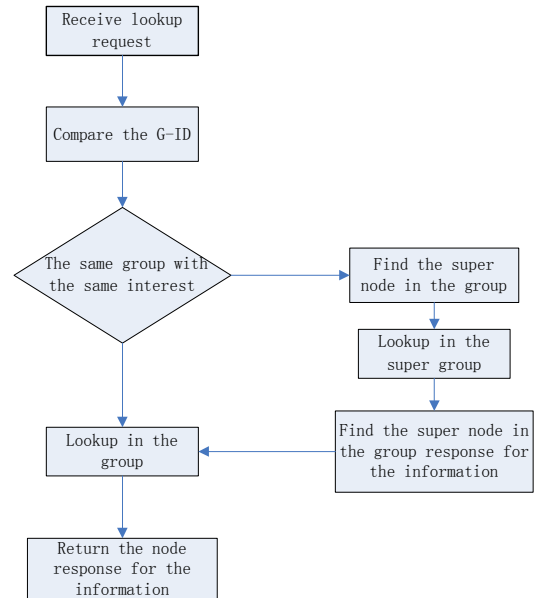 Receive lookup
request
Compare the G-ID
The same group with
the same interest
Find the super
node in the group
Lookup in the
super group
Find the super node in
the group response for
the information
Lookup in the
group
Return the node
response for the
information